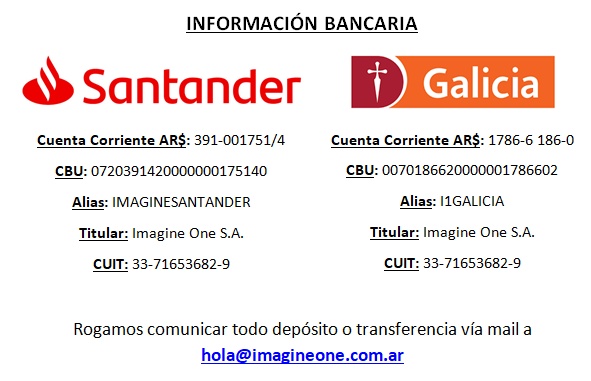 INFORMACIÓN BANCARIA
Santander
Cuenta Corriente AR$: 391-001751/4
CBU: 0720391420000000175140
Alias: IMAGINESANTANDER
Titular: Imagine One S.A.
CUIT: 33-71653682-9
Galicia
Cuenta Corriente AR$: 1786-6 186-0
CBU: 0070186620000001786602
Alias: I1GALICIA
Titular: Imagine One S.A.
CUIT: 33-71653682-9
Rogamos comunicar todo depósito o transferencia vía mail a
hola@imagineone.com.ar